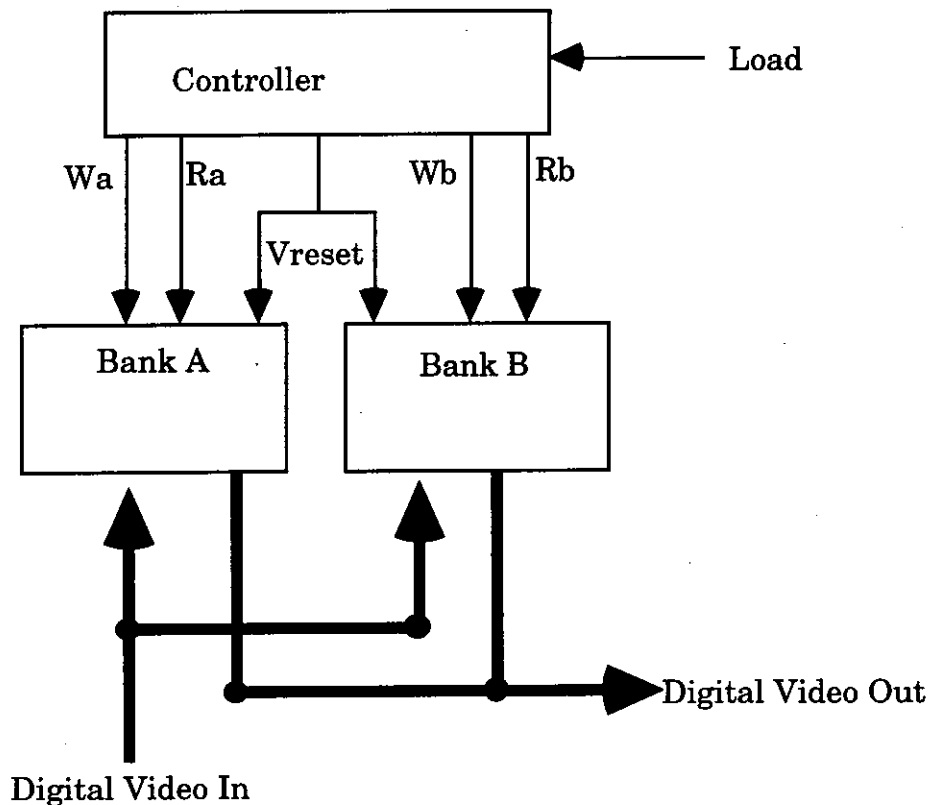 Controller
Load
Wa
Ra
Wb
Rb
Vreset
Bank A
Bank B
Digital Video Out
Digital Video In